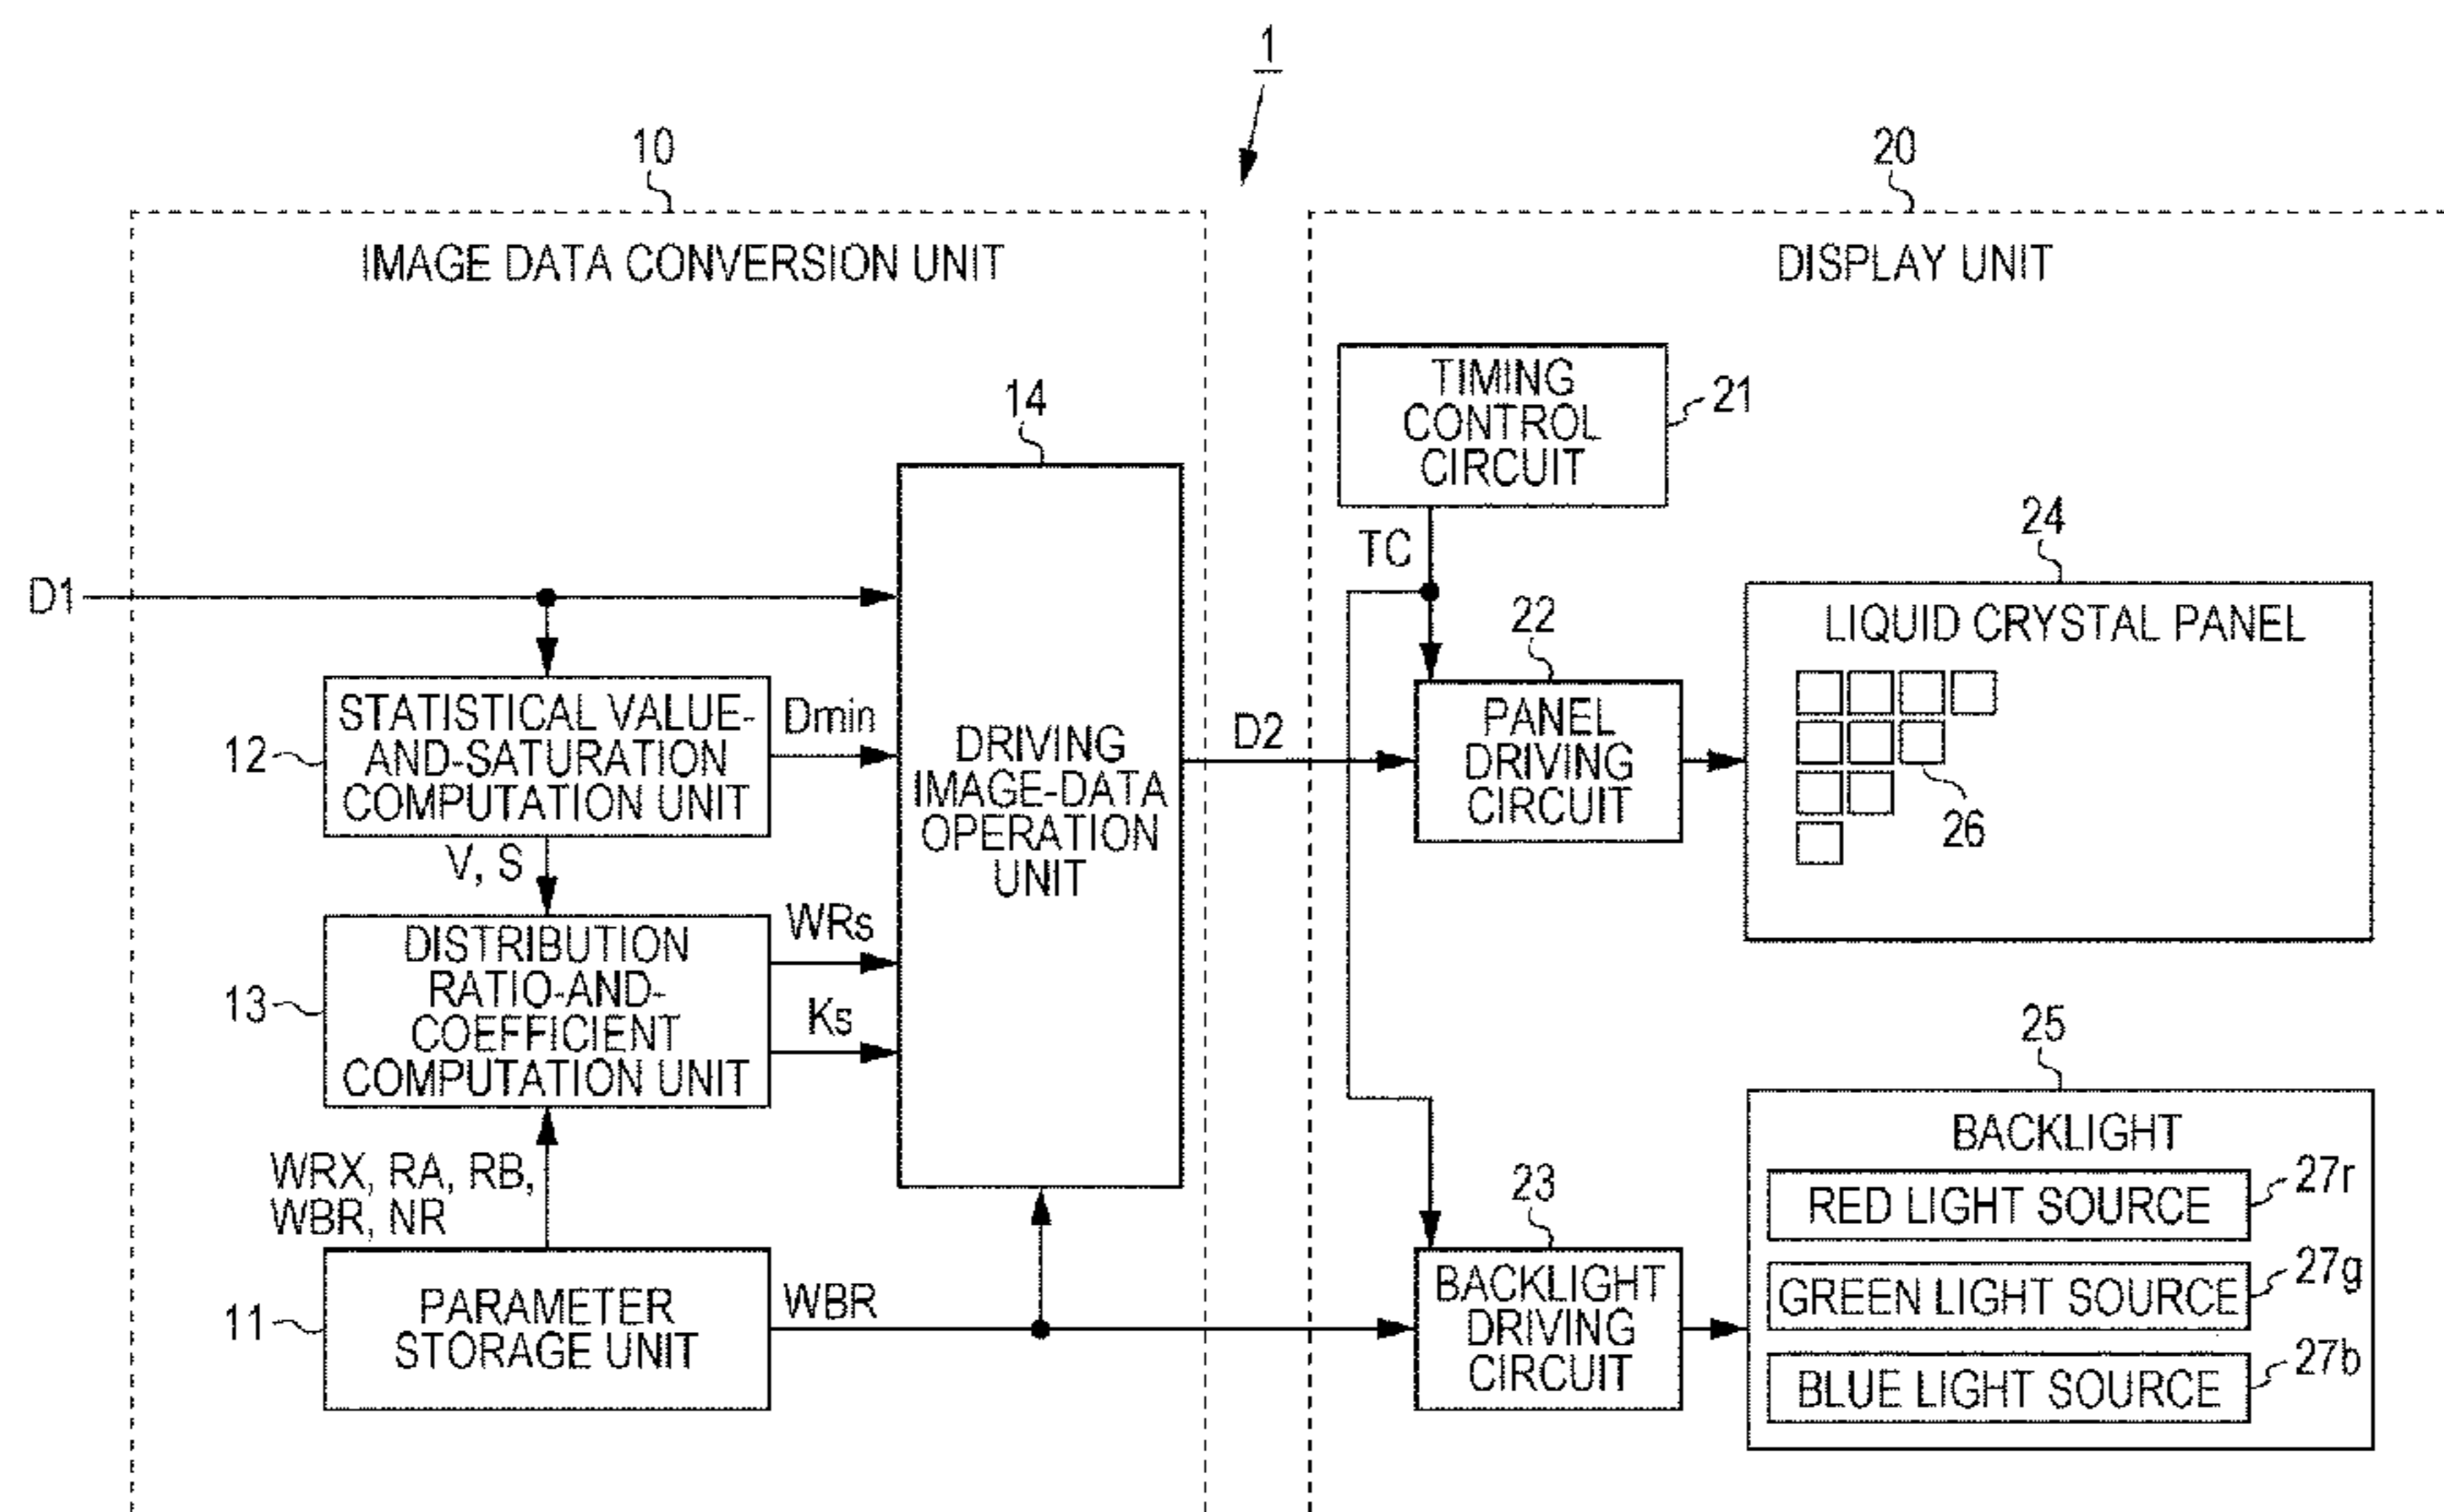 1
10
20
IMAGE DATA CONVERSION UNIT
DISPLAY UNIT
14
TIMING
CONTROL
CIRCUIT
21
TC
24
D1
22
LIQUID CRYSTAL PANEL
26
12
STATISTICAL VALUE-
AND-SATURATION
COMPUTATION UNIT
Dmin
DRIVING
IMAGE-DATA
OPERATION
UNIT
D2
PANEL
DRIVING
CIRCUIT
V, S
13
DISTRIBUTION
RATIO-AND-
COEFFICIENT
COMPUTATION UNIT
WRs
Ks
25
BACKLIGHT
RED LIGHT SOURCE
27r
GREEN LIGHT SOURCE
27g
BLUE LIGHT SOURCE
27b
WRX, RA, RB,
WBR, NR
23
11
PARAMETER
STORAGE UNIT
WBR
BACKLIGHT
DRIVING
CIRCUIT